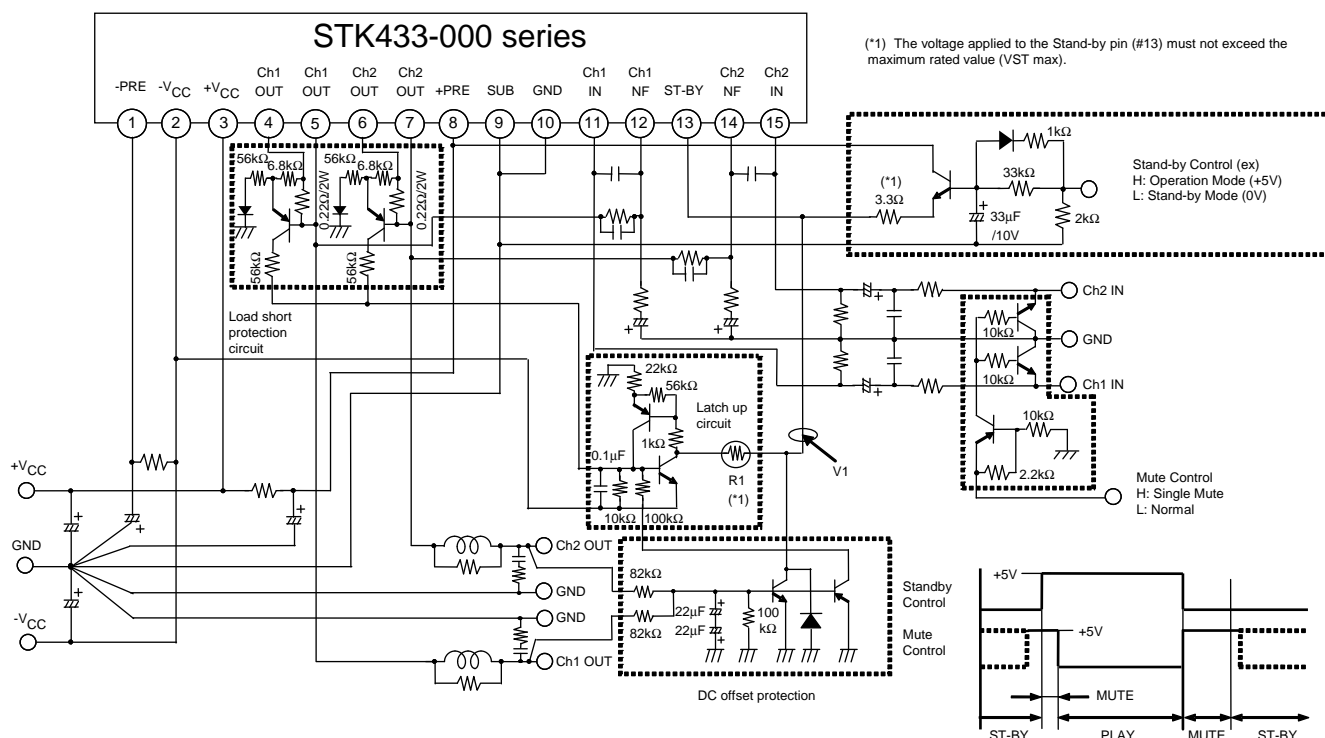 STK433-000 series
(*1) The voltage applied to the Stand-by pin (#13) must not exceed the
maximum rated value (VST max).
-PRE
-VCC
+VCC
Ch1
OUT
Ch1
OUT
Ch2
OUT
Ch2
OUT
+PRE
SUB
GND
Ch1
IN
Ch1
NF
ST-BY
Ch2
NF
Ch2
IN
1
2
3
4
5
6
7
8
9
10
11
12
13
14
15
56kΩ
6.8kΩ
0.22Ω/2W
56kΩ
56kΩ
6.8kΩ
0.22Ω/2W
56kΩ
Load short
protection
circuit
1kΩ
33kΩ
(*1)
3.3Ω
33µF
/10V
2kΩ
Stand-by Control (ex)
H: Operation Mode (+5V)
L: Stand-by Mode (0V)
Ch2 IN
10kΩ
GND
10kΩ
Ch1 IN
10kΩ
2.2kΩ
Mute Control
H: Single Mute
L: Normal
22kΩ
56kΩ
Latch up
circuit
1kΩ
0.1µF
R1
(*1)
10kΩ
100kΩ
V1
+VCC
GND
-VCC
Ch2 OUT
GND
GND
Ch1 OUT
82kΩ
82kΩ
22µF
22µF
100
kΩ
DC offset protection
Standby
Control
Mute
Control
+5V
+5V
MUTE
ST-BY
PLAY
MUTE
ST-BY